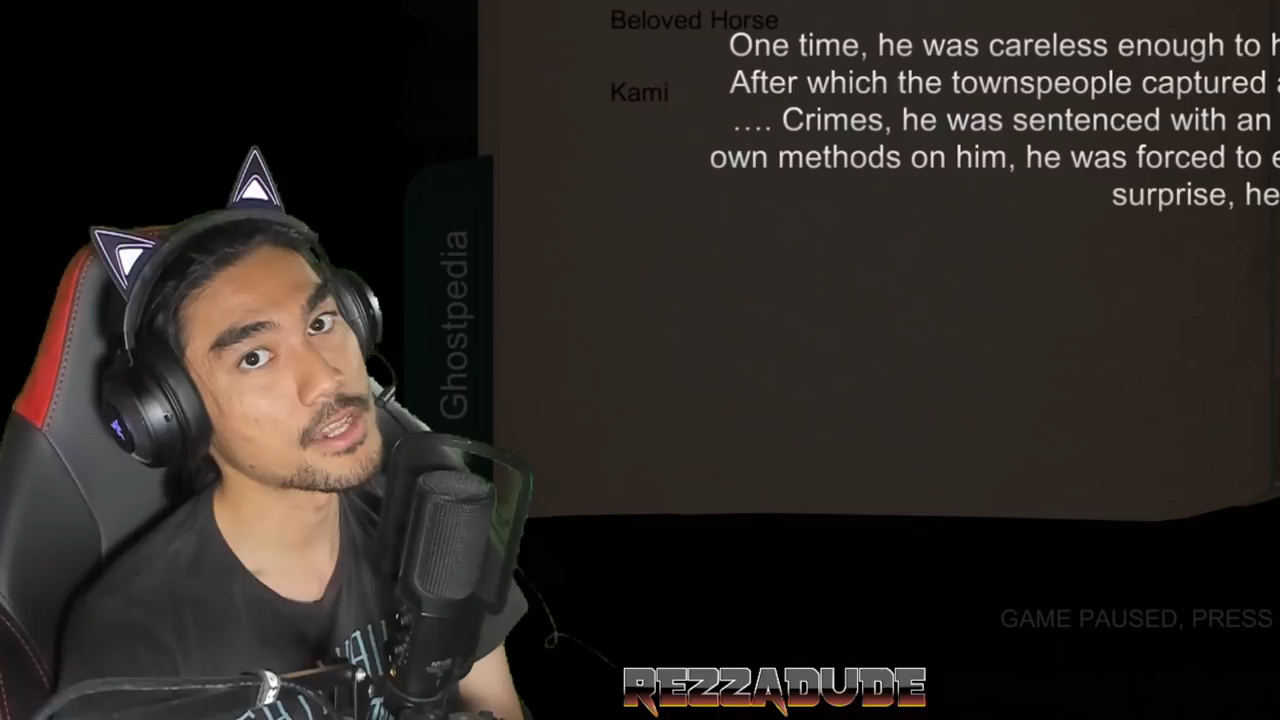 Beloved Horse
One time, he was careless enough to
After which the townspeople captured
Kami
.... Crimes, he was sentenced with an
own methods on him, he was forced to
surprise, he
Ghostpedia
GAME PAUSED, PRESS
REZZADUDE